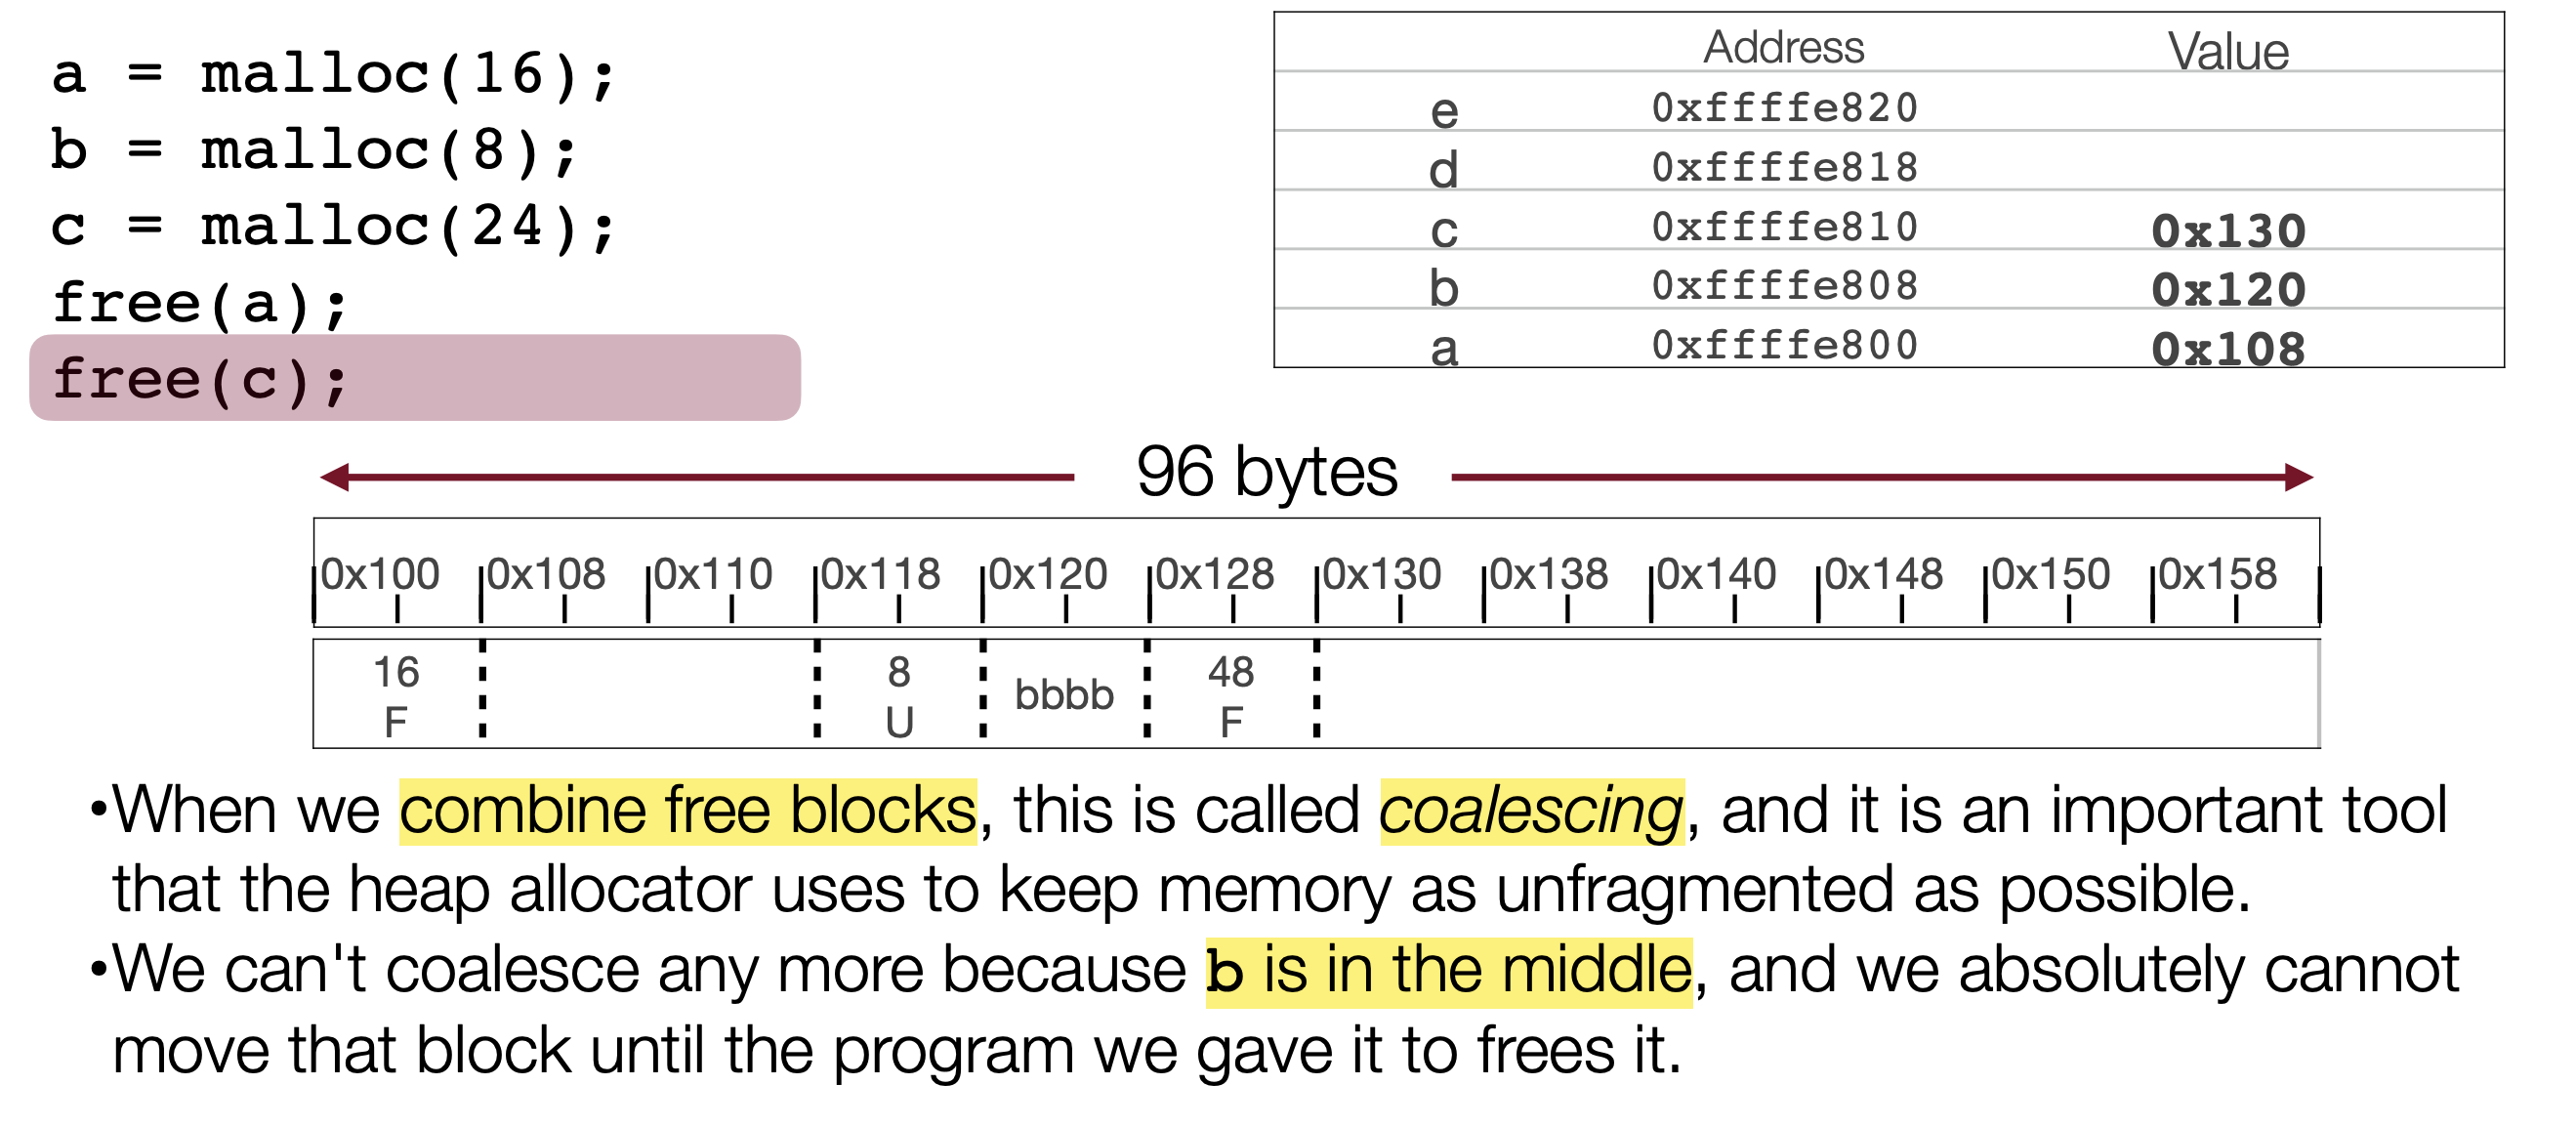 a = malloc(16);
b = malloc(8);
c = malloc(24);
free(a);
free(c);
Address Value
e 0xffffe820
d 0xffffe818
c 0xffffe810 0x130
b 0xffffe808 0x120
a 0xffffe800 0x108
96 bytes
0x100 0x108 0x110 0x118 0x120 0x128 0x130 0x138 0x140 0x148 0x150 0x158
16 8 bbbb 48
F U F
•When we combine free blocks, this is called coalescing, and it is an important tool
that the heap allocator uses to keep memory as unfragmented as possible.
•We can't coalesce any more because b is in the middle, and we absolutely cannot
move that block until the program we gave it to frees it.